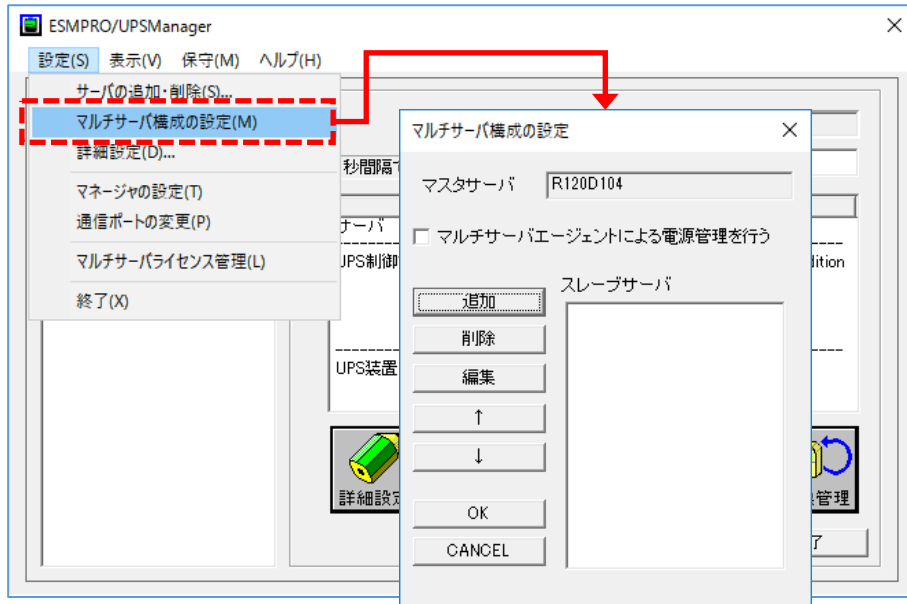 ESMPRO/UPSManager
設定(S) 表示(V) 保守(M) ヘルプ(H)
サーバの追加・削除(S)...
マルチサーバ構成の設定(M)
詳細設定(D)...
マネージャの設定(T)
通信ポートの変更(P)
マルチサーバライセンス管理(L)
終了(X)
秒間隔
サーバ
UPS制御
dition
UPS装置
詳細設定
管理
了
マルチサーバ構成の設定
マスタサーバ R120D104
マルチサーバエージェントによる電源管理を行う
スレーブサーバ
追加
削除
編集
↑
↓
OK
CANCEL